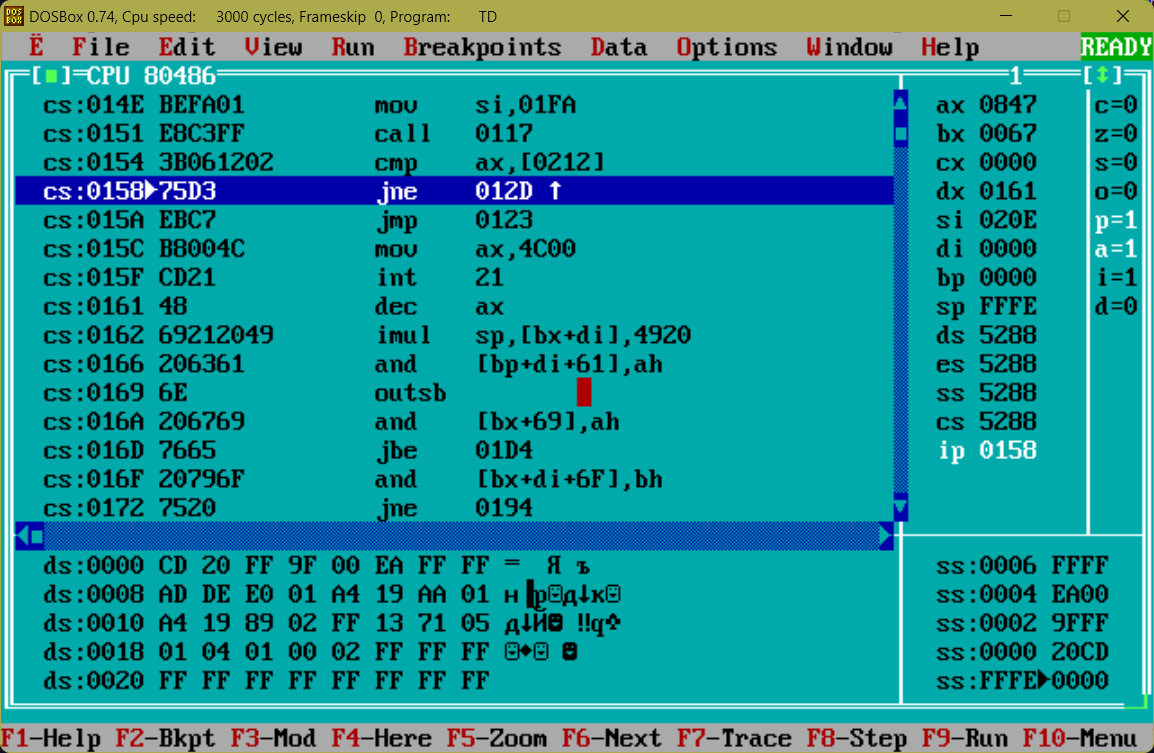 DOSBox 0.74, Cpu speed: 3000 cycles, Frameskip 0, Program: TD
Ë File Edit View Run Breakpoints Data Options Window Help READY
[■]=CPU 80486 1 [↕]
cs:014E BEFA01 mov si,01FA ax 0847 c=0
cs:0151 E8C3FF call 0117 bx 0067 z=0
cs:0154 3B061202 cmp ax,[0212] cx 0000 s=0
cs:0158►75D3 jne 012D ↑ dx 0161 o=0
cs:015A EBC7 jmp 0123 si 020E p=1
cs:015C B8004C mov ax,4C00 di 0000 a=1
cs:015F CD21 int 21 bp 0000 i=1
cs:0161 48 dec ax sp FFFE d=0
cs:0162 69212049 imul sp,[bx+di],4920 ds 5288
cs:0166 206361 and [bp+di+61],ah es 5288
cs:0169 6E outsb ss 5288
cs:016A 206769 and [bx+69],ah cs 5288
cs:016D 7665 jbe 01D4 ip 0158
cs:016F 20796F and [bx+di+6F],bh
cs:0172 7520 jne 0194
ds:0000 CD 20 FF 9F 00 EA FF FF = Я ъ ss:0006 FFFF
ds:0008 AD DE E0 01 A4 19 AA 01 н▐р☺д↓к☺ ss:0004 EA00
ds:0010 A4 19 89 02 FF 13 71 05 д↓Й☻ ‼q♣ ss:0002 9FFF
ds:0018 01 04 01 00 02 FF FF FF ☺♦☺ ☻ ss:0000 20CD
ds:0020 FF FF FF FF FF FF FF FF ss:FFFE►0000
F1-Help F2-Bkpt F3-Mod F4-Here F5-Zoom F6-Next F7-Trace F8-Step F9-Run F10-Menu